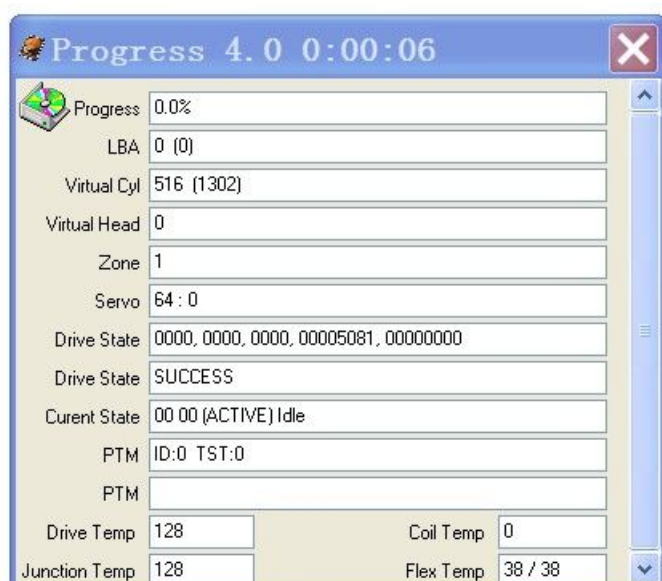 Progress 4.0 0:00:06
Progress 0.0%
LBA 0 (0)
Virtual Cyl 516 (1302)
Virtual Head 0
Zone 1
Servo 64 : 0
Drive State 0000, 0000, 0000, 00005081, 00000000
Drive State SUCCESS
Curent State 00 00 (ACTIVE) Idle
PTM ID:0 TST:0
PTM
Drive Temp 128 Coil Temp 0
Junction Temp 128 Flex Temp 38 / 38